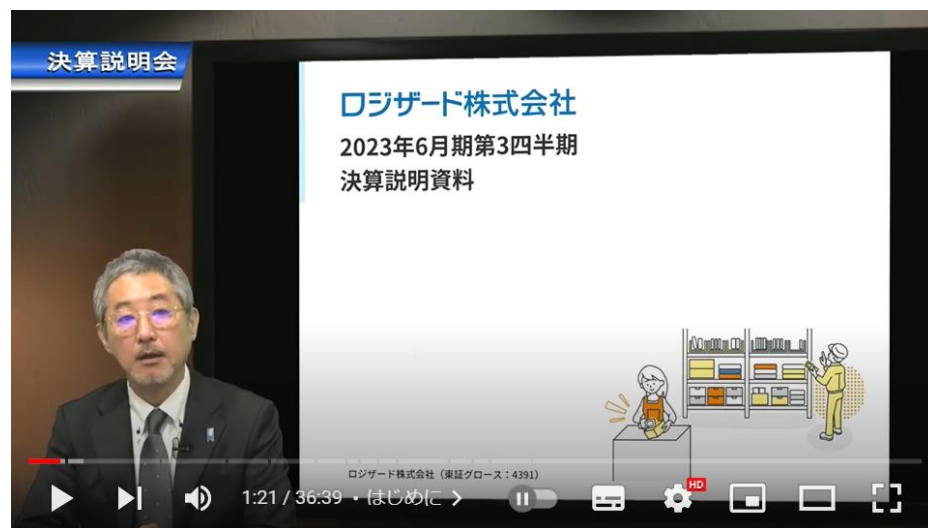 決算説明会
ロジザード株式会社
2023年6月期第3四半期
決算説明資料
ロジザード株式会社（東証グロース：4391）
1:21 / 36:39 • はじめに
HD